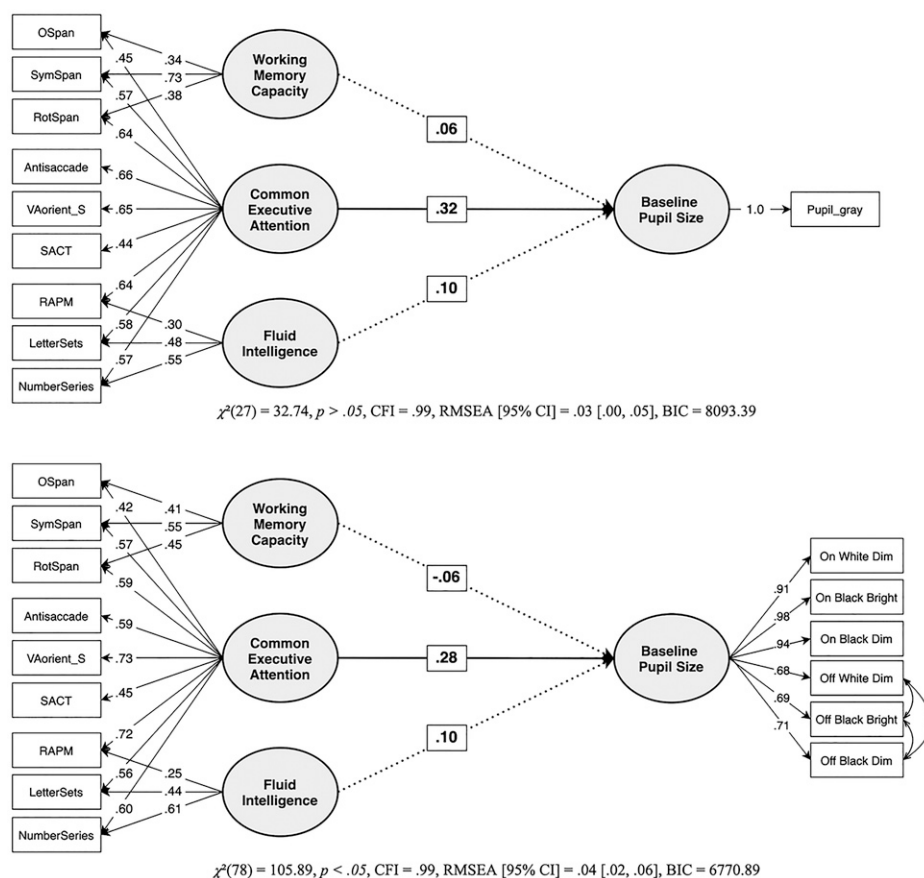 OSpan
SymSpan
RotSpan
Antisaccade
VAorient_S
SACT
RAPM
LetterSets
NumberSeries
.45
.57
.64
.66
.65
.44
.64
.58
.57
.34
.73
.38
.30
.48
.55
Working
Memory
Capacity
Common
Executive
Attention
Fluid
Intelligence
.06
.32
.10
Baseline
Pupil Size
1.0
Pupil_gray
χ²(27) = 32.74, p > .05, CFI = .99, RMSEA [95% CI] = .03 [.00, .05], BIC = 8093.39
OSpan
SymSpan
RotSpan
Antisaccade
VAorient_S
SACT
RAPM
LetterSets
NumberSeries
.42
.57
.59
.59
.73
.45
.72
.56
.60
.41
.55
.45
.25
.44
.61
Working
Memory
Capacity
Common
Executive
Attention
Fluid
Intelligence
-.06
.28
.10
Baseline
Pupil Size
.91
.98
.94
.68
.69
.71
On White Dim
On Black Bright
On Black Dim
Off White Dim
Off Black Bright
Off Black Dim
χ²(78) = 105.89, p < .05, CFI = .99, RMSEA [95% CI] = .04 [.02, .06], BIC = 6770.89